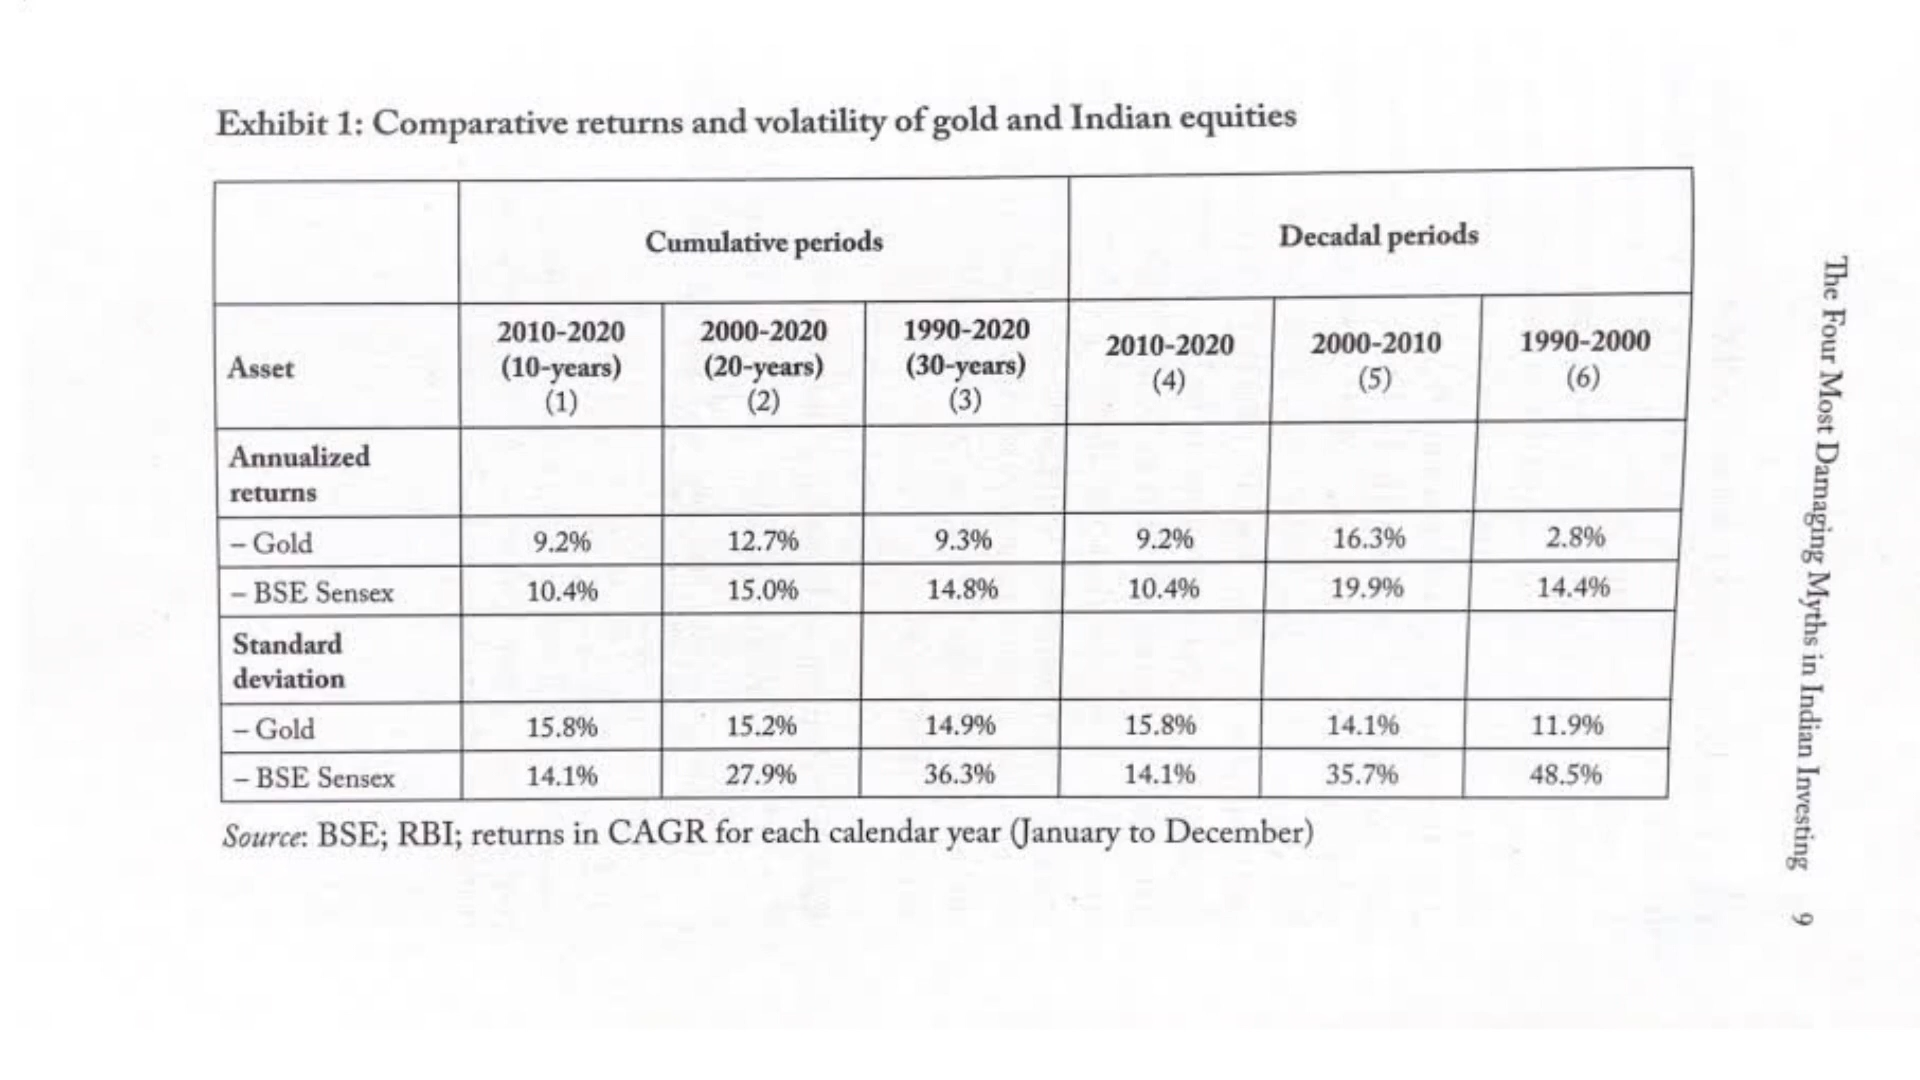 Exhibit 1: Comparative returns and volatility of gold and Indian equities
Cumulative periods Decadal periods
Asset 2010-2020 (10-years) (1) 2000-2020 (20-years) (2) 1990-2020 (30-years) (3) 2010-2020 (4) 2000-2010 (5) 1990-2000 (6)
Annualized
returns
– Gold 9.2% 12.7% 9.3% 9.2% 16.3% 2.8%
– BSE Sensex 10.4% 15.0% 14.8% 10.4% 19.9% 14.4%
Standard
deviation
– Gold 15.8% 15.2% 14.9% 15.8% 14.1% 11.9%
– BSE Sensex 14.1% 27.9% 36.3% 14.1% 35.7% 48.5%
Source: BSE; RBI; returns in CAGR for each calendar year (January to December)
The Four Most Damaging Myths in Indian Investing 9